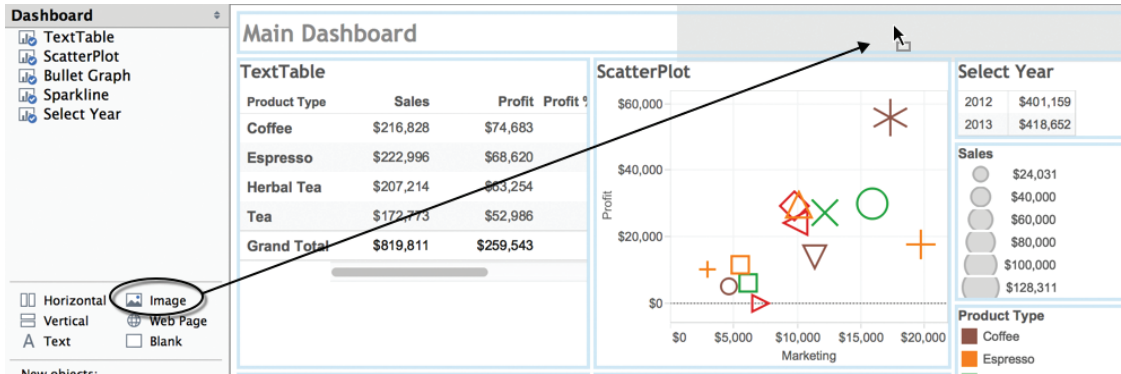 Dashboard
TextTable
ScatterPlot
Bullet Graph
Sparkline
Select Year
Horizontal Image
Vertical Web Page
A Text Blank
New objects:
Main Dashboard
TextTable
Product Type Sales Profit Profit %
Coffee $216,828 $74,683
Espresso $222,996 $68,620
Herbal Tea $207,214 $63,254
Tea $172,773 $52,986
Grand Total $819,811 $259,543
ScatterPlot
$60,000
$40,000
$20,000
$0
Profit
$0 $5,000 $10,000 $15,000 $20,000
Marketing
Select Year
2012 $401,159
2013 $418,652
Sales
$24,031
$40,000
$60,000
$80,000
$100,000
$128,311
Product Type
Coffee
Espresso